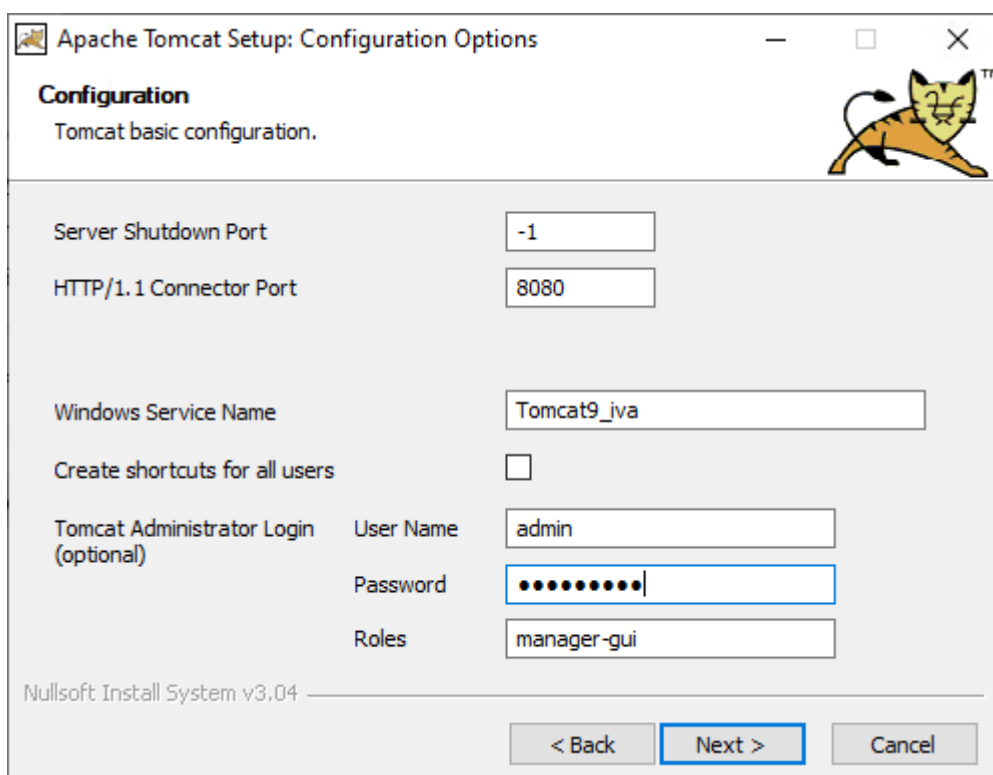 Apache Tomcat Setup: Configuration Options
Configuration
Tomcat basic configuration.
TM
Server Shutdown Port
-1
HTTP/1.1 Connector Port
8080
Windows Service Name
Tomcat9_iva
Create shortcuts for all users
Tomcat Administrator Login
(optional)
User Name
admin
Password
●●●●●●●●●
Roles
manager-gui
Nullsoft Install System v3.04
< Back
Next >
Cancel